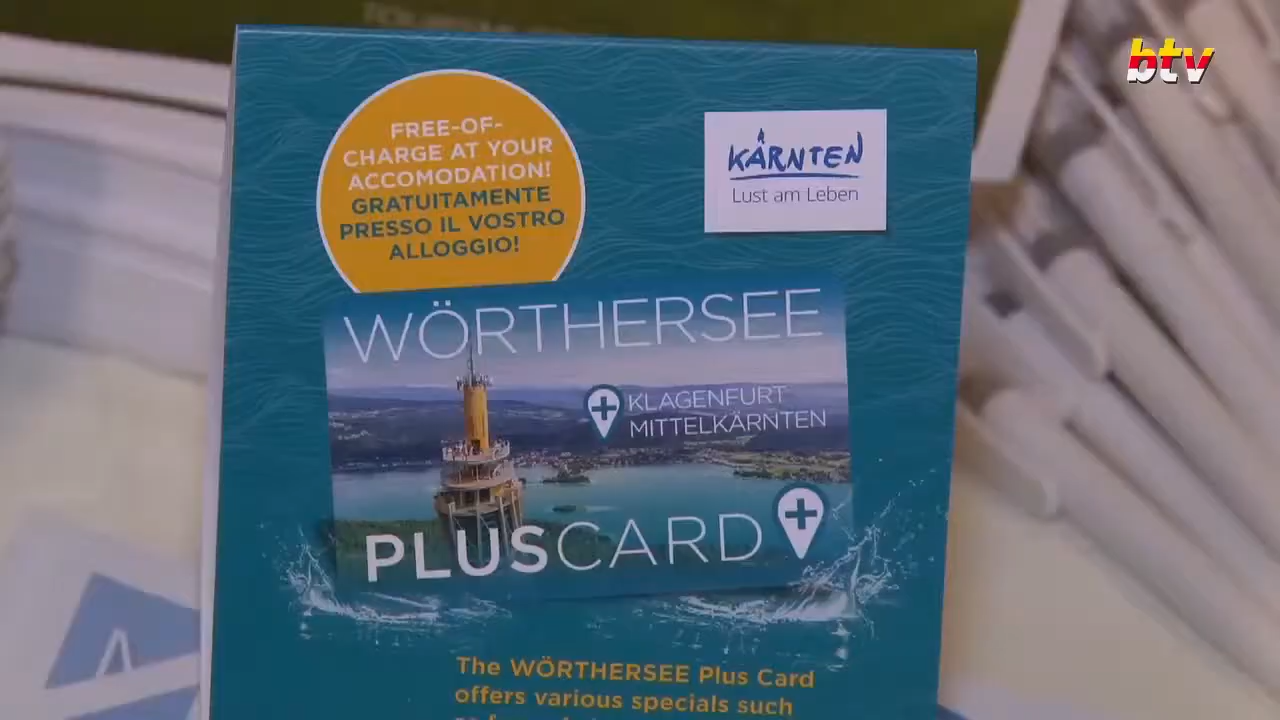 btv
FREE-OF-
CHARGE AT YOUR
ACCOMODATION!
GRATUITAMENTE
PRESSO IL VOSTRO
ALLOGGIO!
KÄRNTEN
Lust am Leben
WÖRTHERSEE
KLAGENFURT
MITTELKÄRNTEN
PLUSCARD
The WÖRTHERSEE Plus Card
offers various specials such